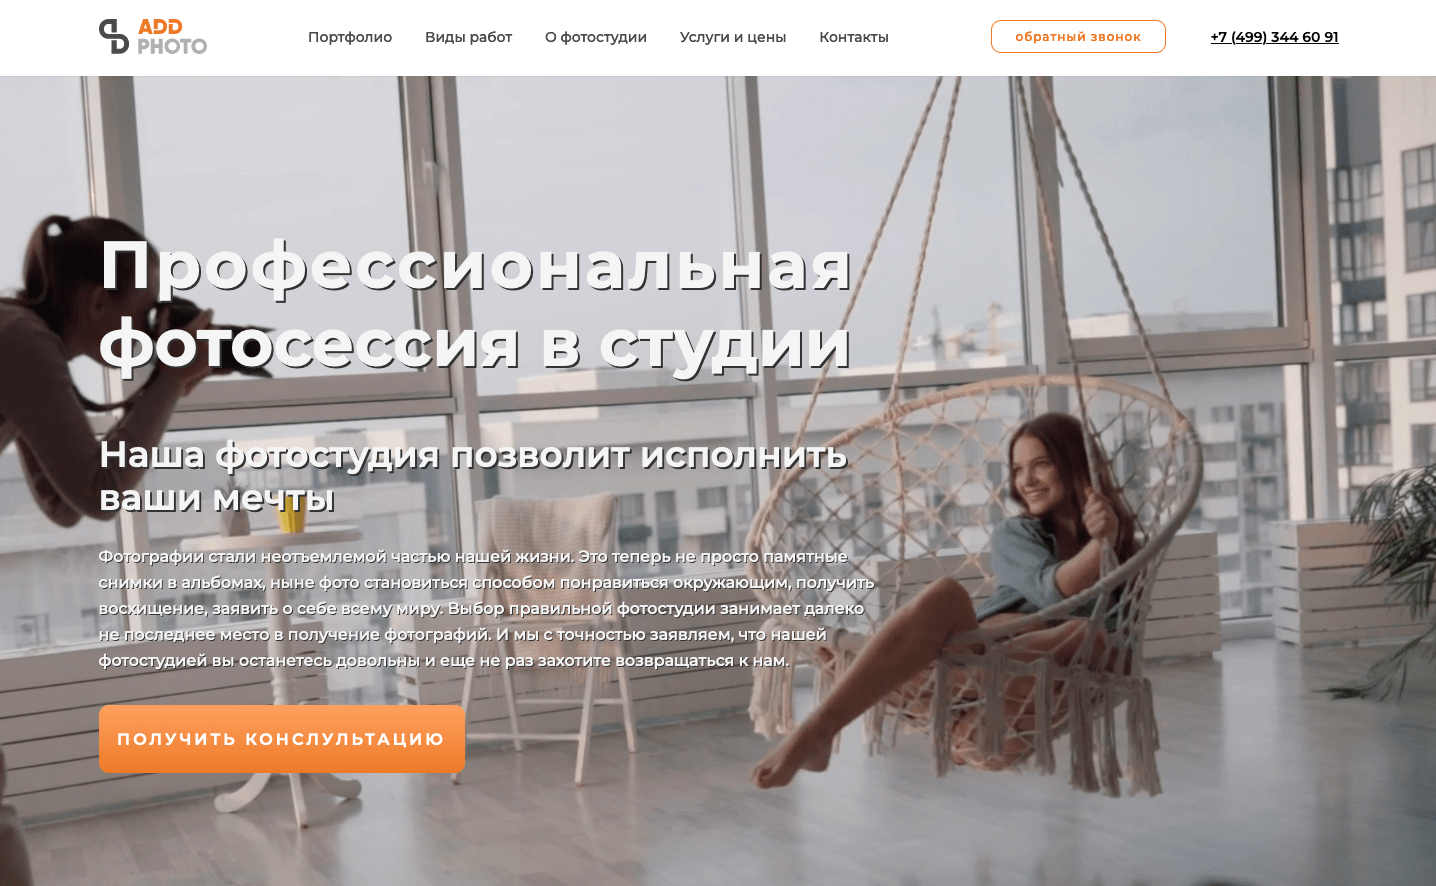 ADD
PHOTO
Портфолио
Виды работ
О фотостудии
Услуги и цены
Контакты
обратный звонок
+7 (499) 344 60 91
Профессиональная
фотосессия в студии
Наша фотостудия позволит исполнить
ваши мечты
Фотографии стали неотъемлемой частью нашей жизни. Это теперь не просто памятные
снимки в альбомах, ныне фото становиться способом понравиться окружающим, получить
восхищение, заявить о себе всему миру. Выбор правильной фотостудии занимает далеко
не последнее место в получение фотографий. И мы с точностью заявляем, что нашей
фотостудией вы останетесь довольны и еще не раз захотите возвращаться к нам.
ПОЛУЧИТЬ КОНСЛУЛЬТАЦИЮ